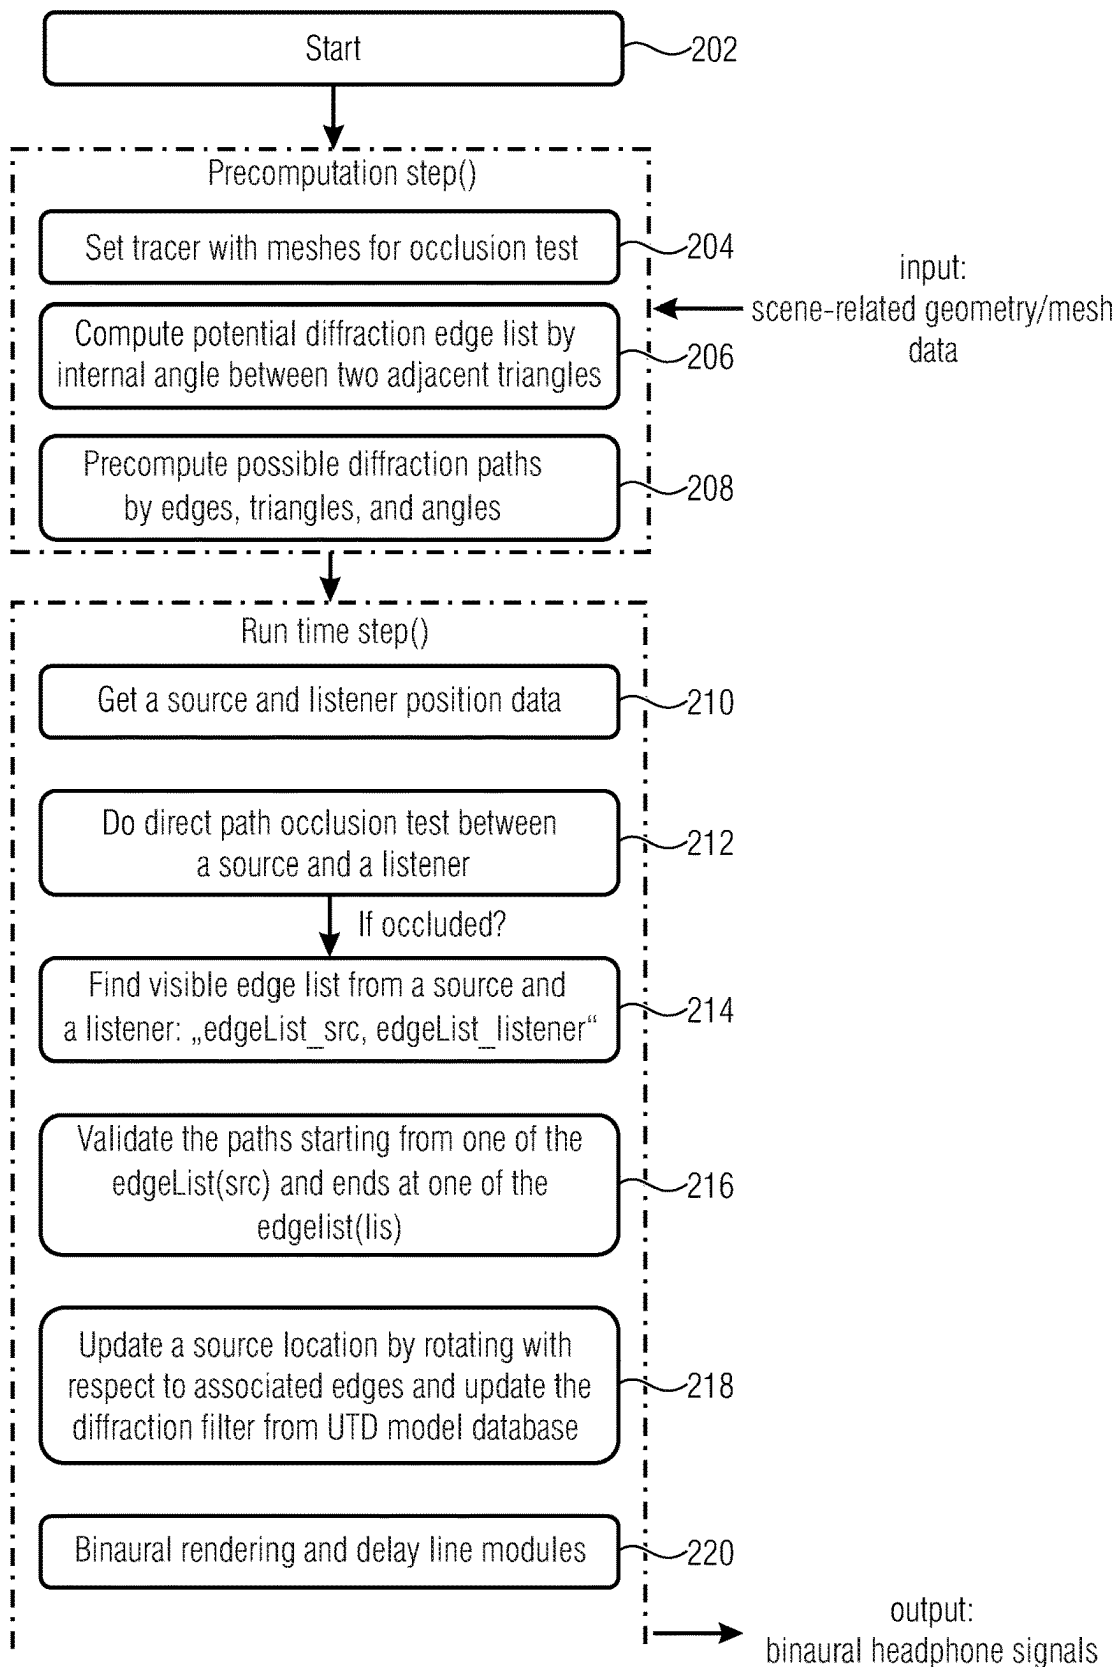 Start
202
Precomputation step()
Set tracer with meshes for occlusion test
204
input:
scene-related geometry/mesh
data
Compute potential diffraction edge list by
internal angle between two adjacent triangles
206
Precompute possible diffraction paths
by edges, triangles, and angles
208
Run time step()
Get a source and listener position data
210
Do direct path occlusion test between
a source and a listener
212
If occluded?
Find visible edge list from a source and
a listener: „edgeList_src, edgeList_listener“
214
Validate the paths starting from one of the
edgeList(src) and ends at one of the
edgelist(lis)
216
Update a source location by rotating with
respect to associated edges and update the
diffraction filter from UTD model database
218
Binaural rendering and delay line modules
220
output:
binaural headphone signals